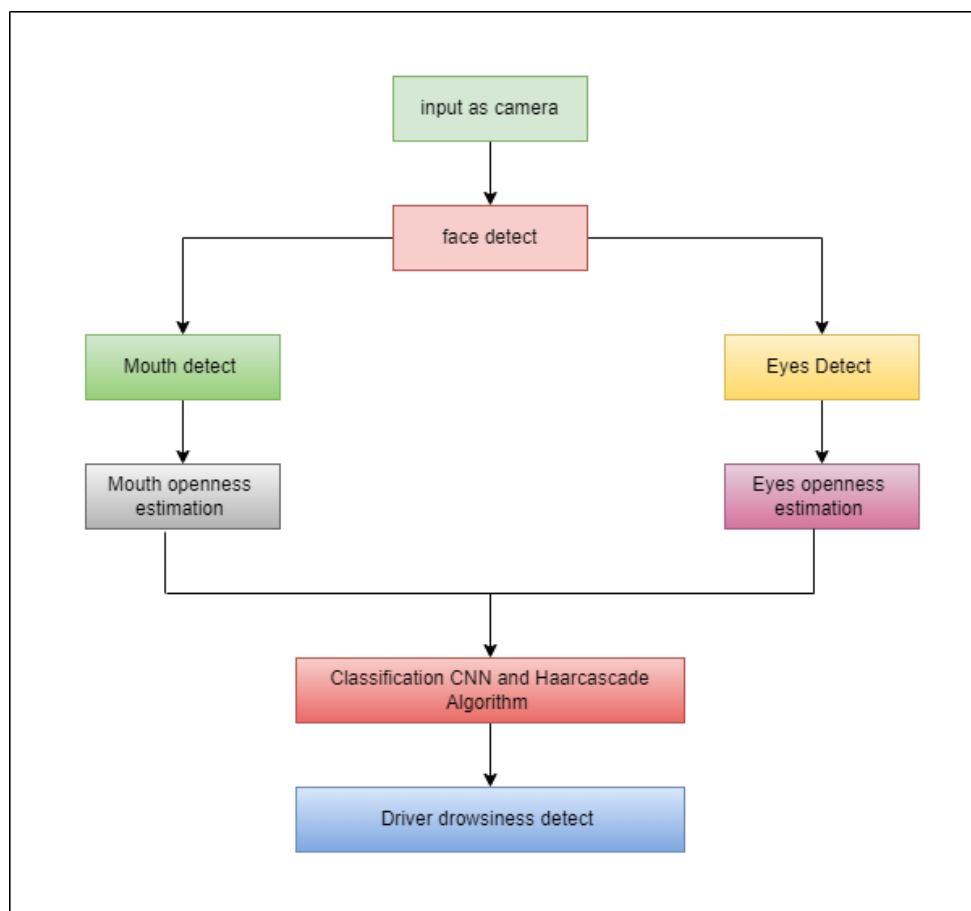 input as camera
face detect
Mouth detect
Eyes Detect
Mouth openness
estimation
Eyes openness
estimation
Classification CNN and Haarcascade
Algorithm
Driver drowsiness detect